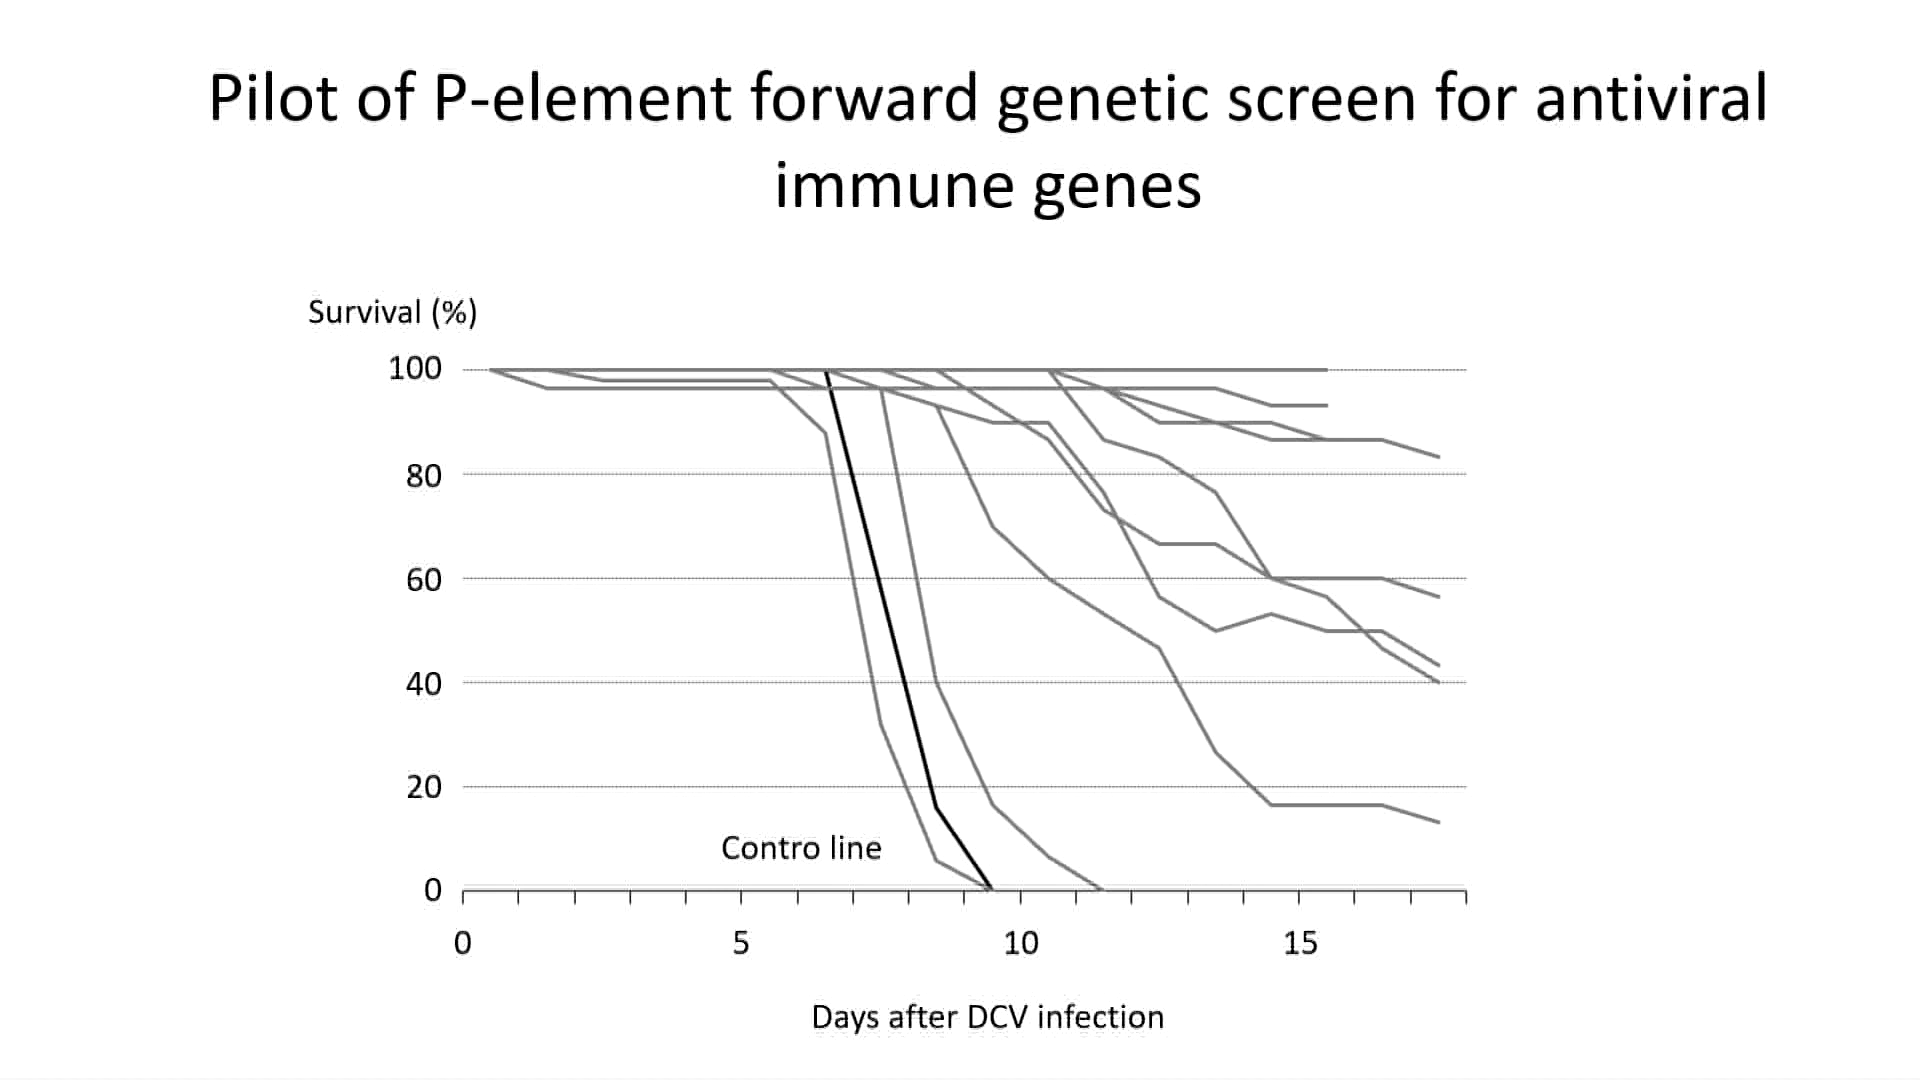 Pilot of P-element forward genetic screen for antiviral
immune genes
Survival (%)
100
80
60
40
20
0
Contro line
0 5 10 15
Days after DCV infection